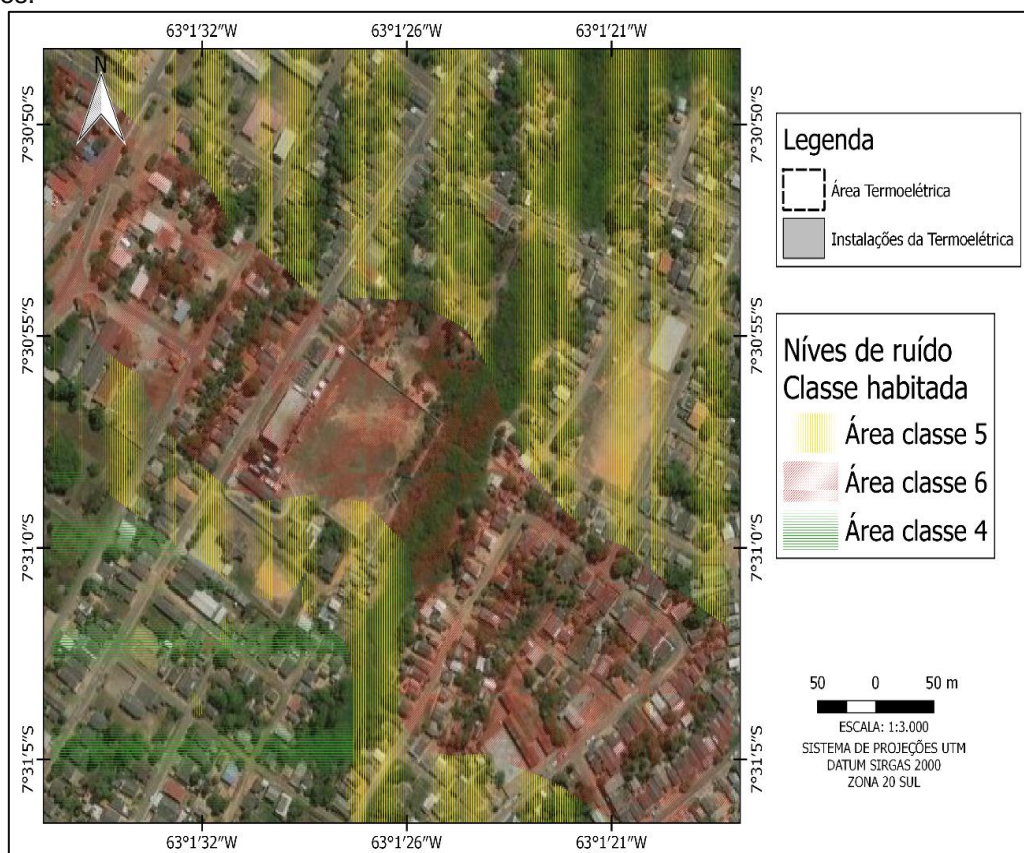 es.
63°1'32"W 63°1'26"W 63°1'21"W
N
7°30'50"S
7°30'50"S
7°30'55"S
7°30'55"S
7°31'0"S
7°31'0"S
7°31'5"S
7°31'5"S
63°1'32"W 63°1'26"W 63°1'21"W
Legenda
Área Termoelétrica
Instalações da Termoelétrica
Níves de ruído
Classe habitada
Área classe 5
Área classe 6
Área classe 4
50 0 50 m
ESCALA: 1:3.000
SISTEMA DE PROJEÇÕES UTM
DATUM SIRGAS 2000
ZONA 20 SUL